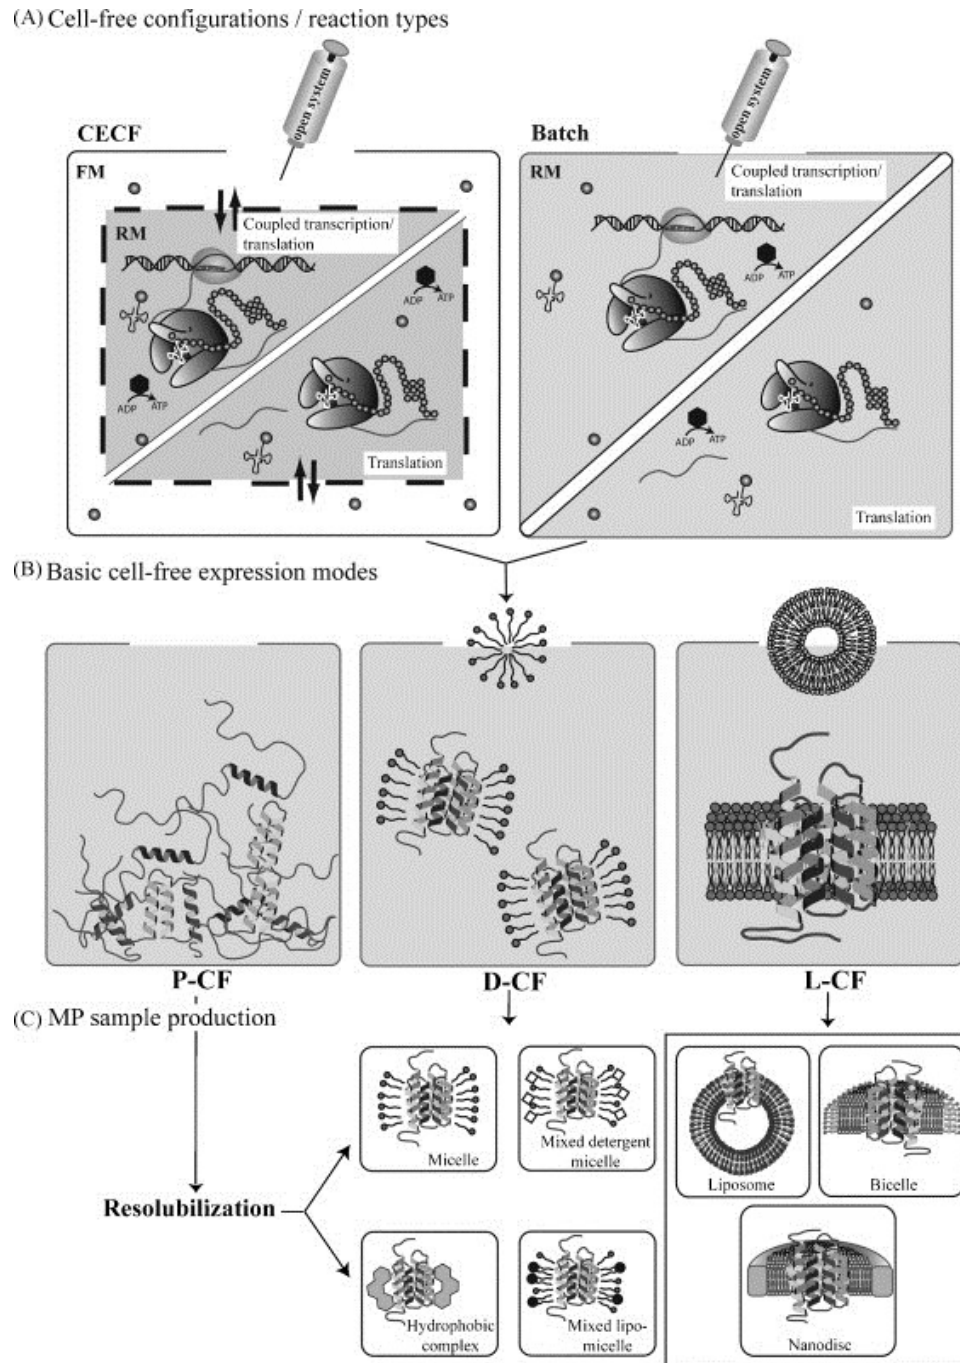 (A) Cell-free configurations / reaction types
open system
open system
CECF
Batch
FM
RM
Coupled transcription/
translation
RM
Coupled transcription/
translation
ADP
ATP
ADP
ATP
ADP
ATP
ADP
ATP
Translation
Translation
(B) Basic cell-free expression modes
P-CF
D-CF
L-CF
(C) MP sample production
Micelle
Mixed detergent
micelle
Liposome
Bicelle
Resolubilization
Hydrophobic
complex
Mixed lipo-
micelle
Nanodisc